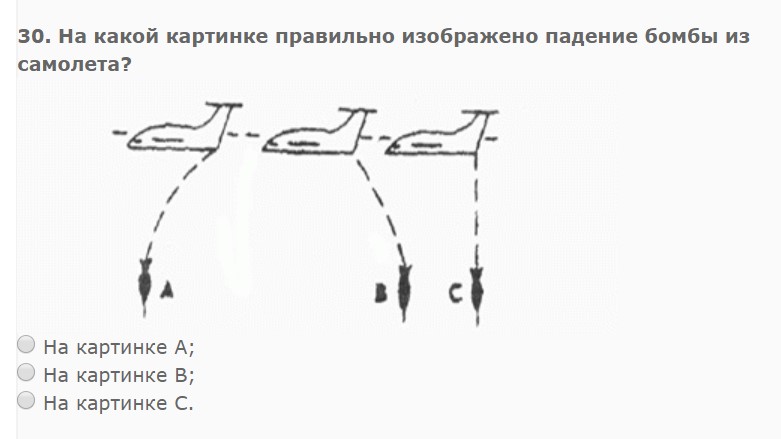 30. На какой картинке правильно изображено падение бомбы из
самолета?
A
B
C
На картинке А;
На картинке В;
На картинке С.